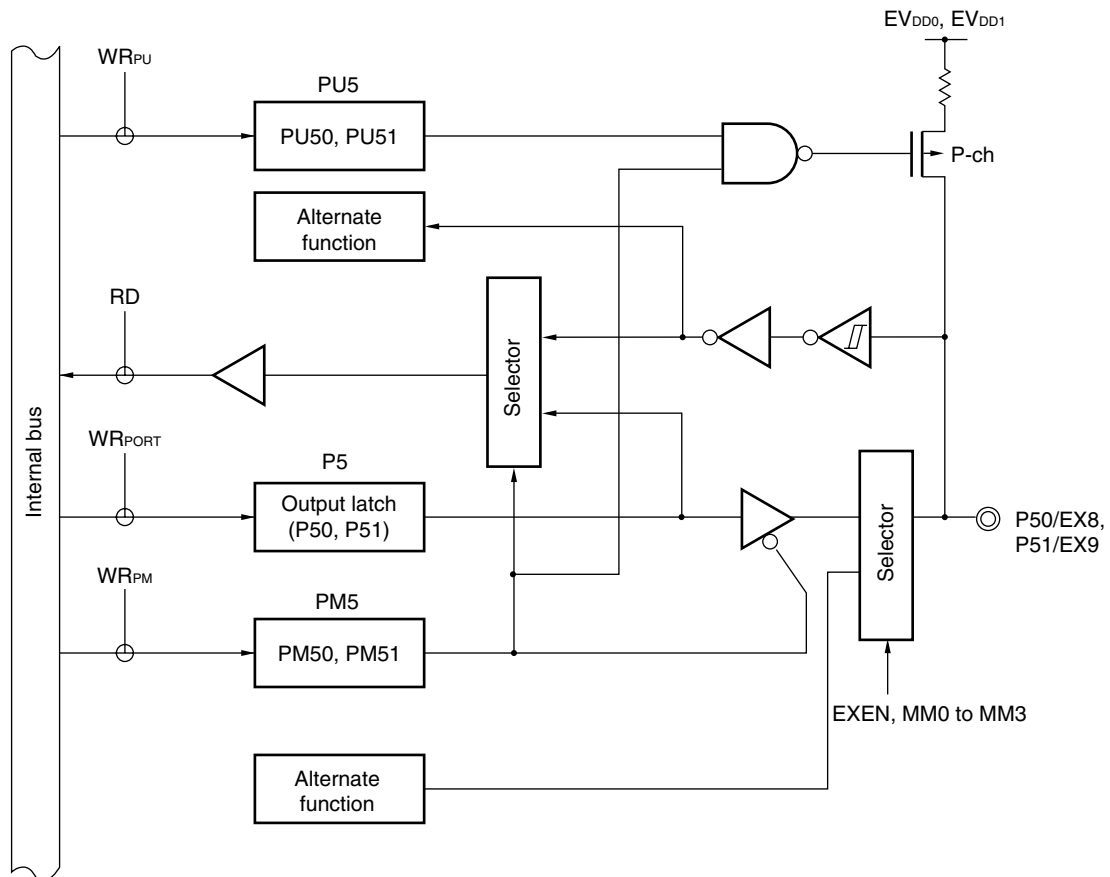 EVDD0, EVDD1
WRPU
PU5
PU50, PU51
P-ch
Alternate
function
RD
Selector
Internal bus
WRPORT
P5
Output latch
(P50, P51)
Selector
P50/EX8,
P51/EX9
WRPM
PM5
PM50, PM51
EXEN, MM0 to MM3
Alternate
function